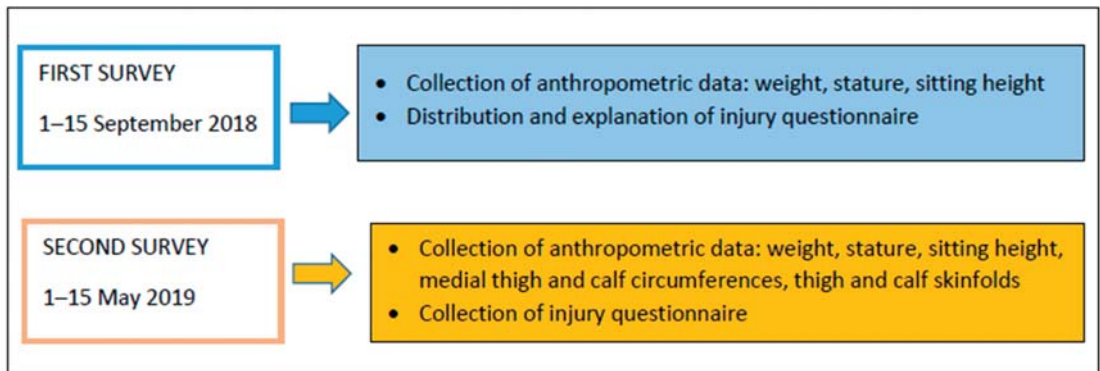 FIRST SURVEY
1–15 September 2018
• Collection of anthropometric data: weight, stature, sitting height
• Distribution and explanation of injury questionnaire
SECOND SURVEY
1–15 May 2019
• Collection of anthropometric data: weight, stature, sitting height,
medial thigh and calf circumferences, thigh and calf skinfolds
• Collection of injury questionnaire